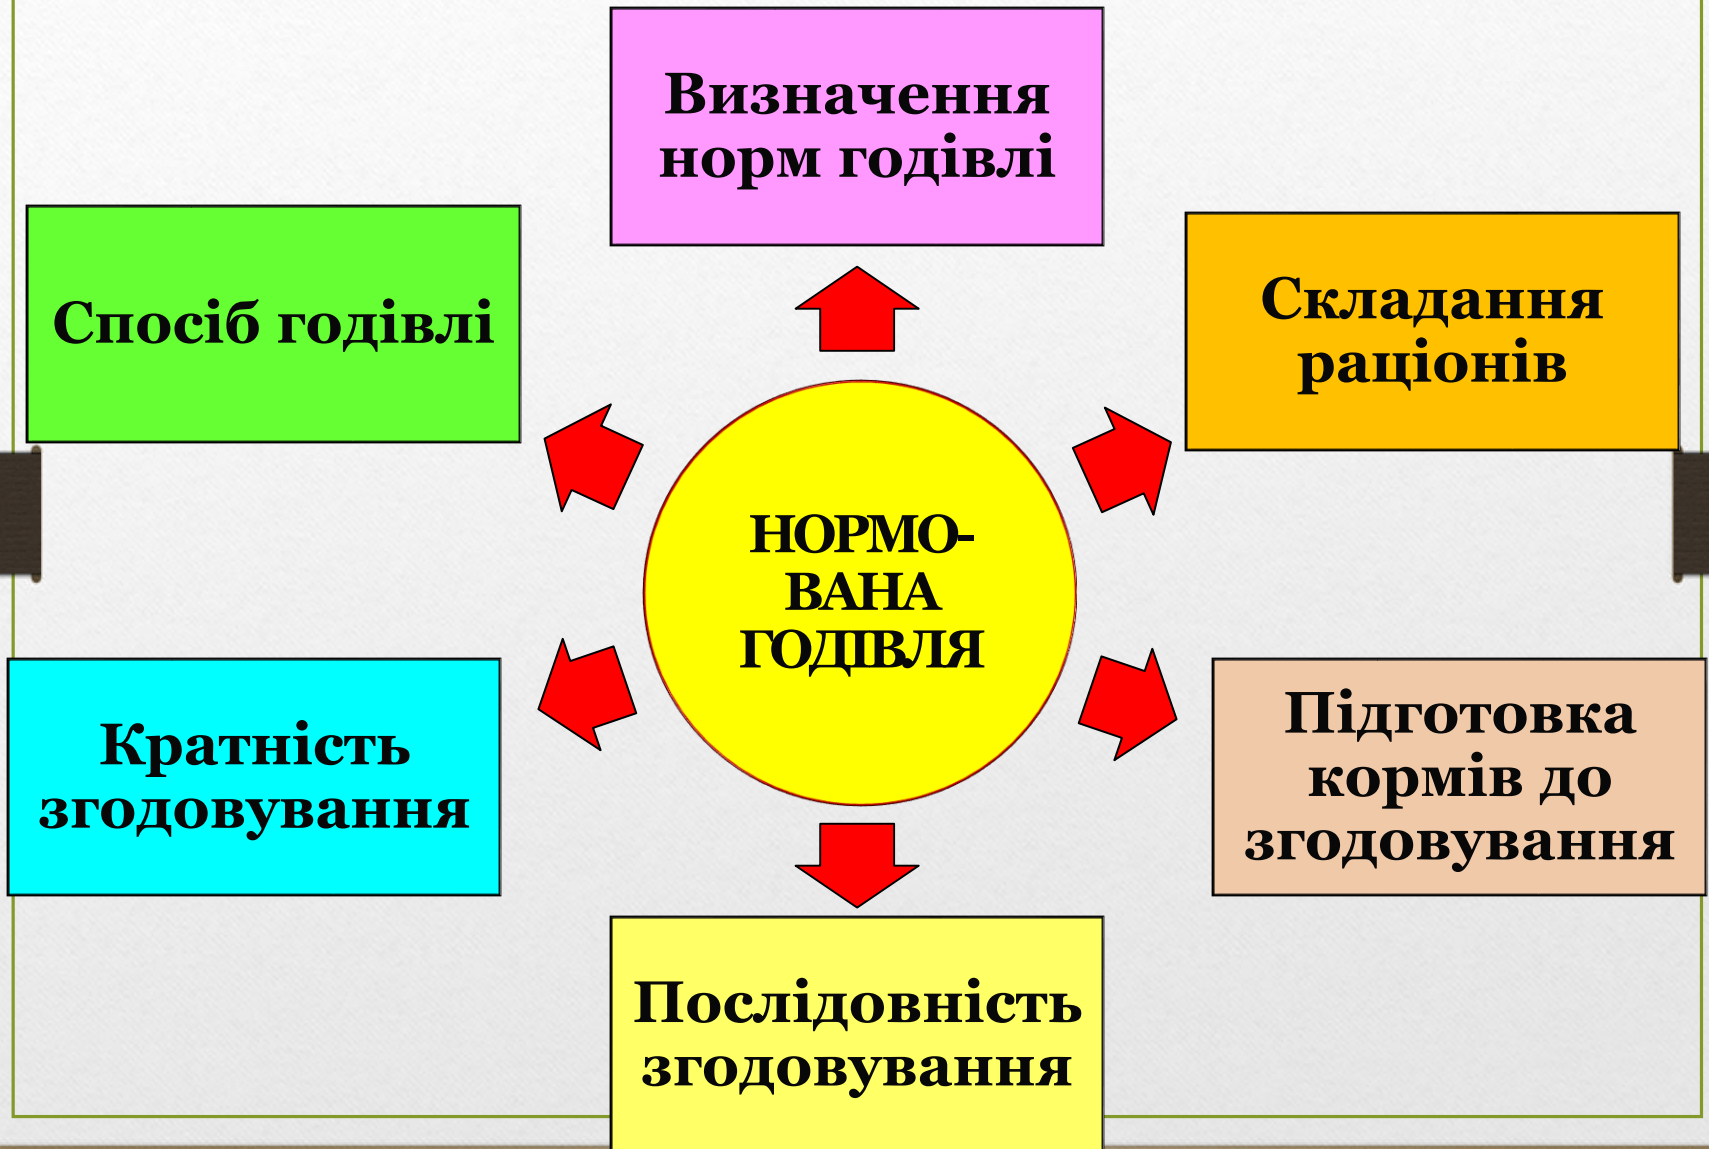 Визначення
норм годівлі
Спосіб годівлі
Складання
раціонів
НОРМО-
ВАНА
ГОДІВЛЯ
Кратність
згодовування
Підготовка
кормів до
згодовування
Послідовність
згодовування